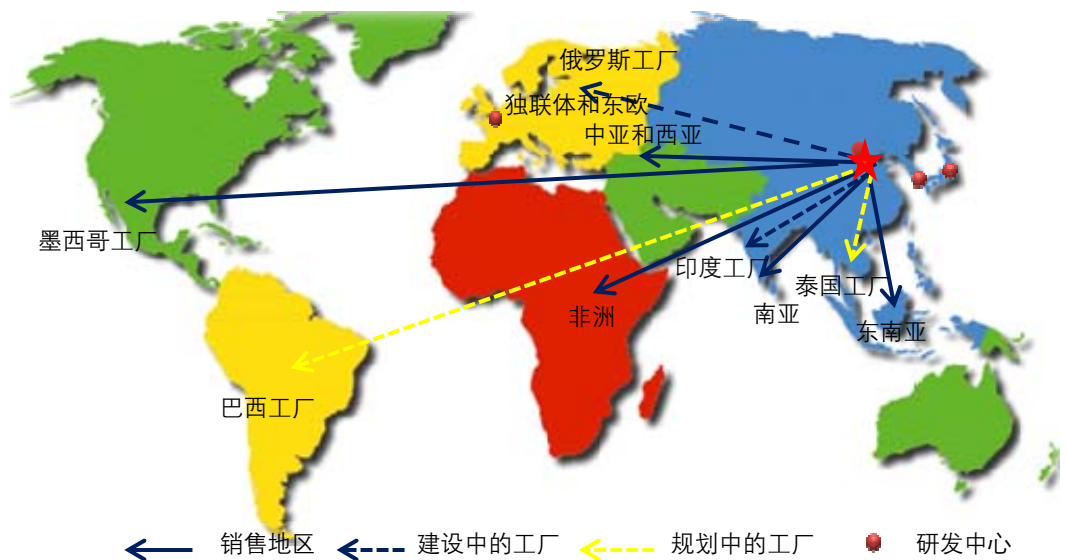 俄罗斯工厂
独联体和东欧
中亚和西亚
墨西哥工厂
印度工厂
泰国工厂
非洲
南亚
东南亚
巴西工厂
销售地区
建设中的工厂
规划中的工厂
研发中心